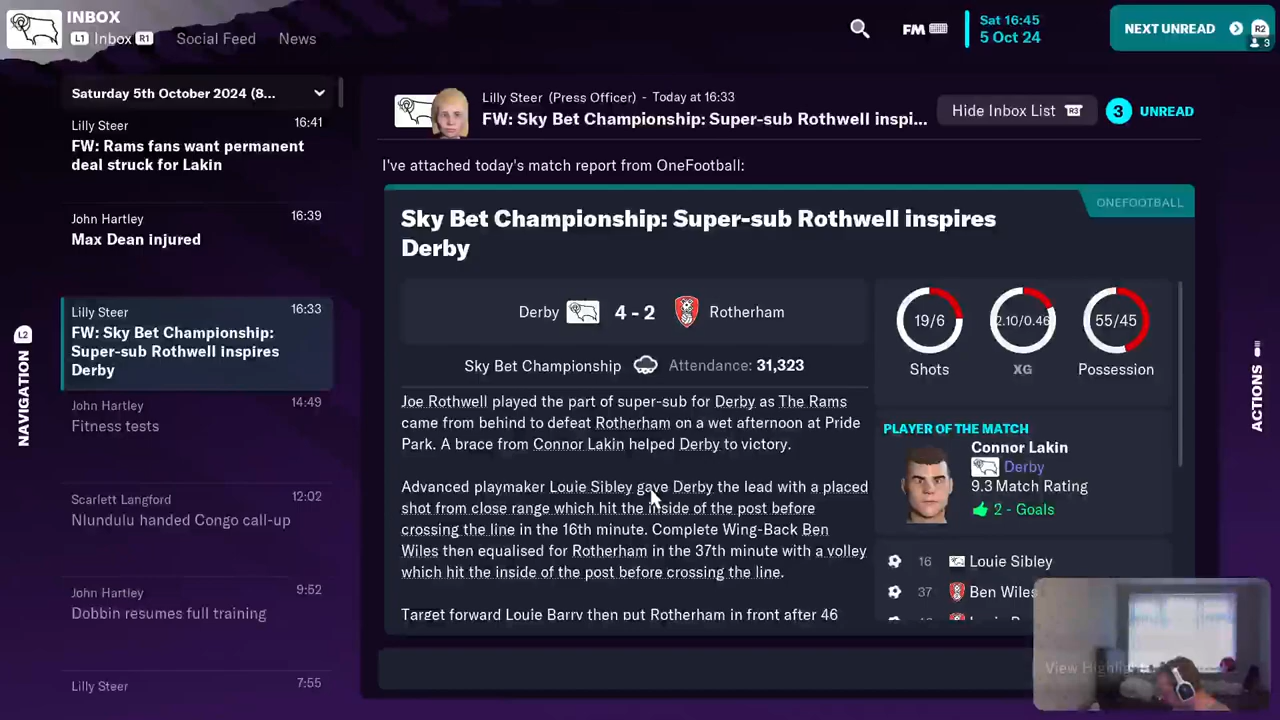 INBOX
L1 Inbox R1 Social Feed News
FM
Sat 16:45
5 Oct 24
NEXT UNREAD R2
3
Saturday 5th October 2024 (8...
Lilly Steer 16:41
FW: Rams fans want permanent
deal struck for Lakin
John Hartley 16:39
Max Dean injured
Lilly Steer 16:33
FW: Sky Bet Championship:
Super-sub Rothwell inspires
Derby
John Hartley 14:49
Fitness tests
Scarlett Langford 12:02
Nlundulu handed Congo call-up
John Hartley 9:52
Dobbin resumes full training
Lilly Steer 7:55
L2
NAVIGATION
Lilly Steer (Press Officer) - Today at 16:33
FW: Sky Bet Championship: Super-sub Rothwell inspi...
Hide Inbox List R3
3 UNREAD
I've attached today's match report from OneFootball:
ONEFOOTBALL
Sky Bet Championship: Super-sub Rothwell inspires
Derby
Derby 4 - 2 Rotherham
Sky Bet Championship Attendance: 31,323
Joe Rothwell played the part of super-sub for Derby as The Rams
came from behind to defeat Rotherham on a wet afternoon at Pride
Park. A brace from Connor Lakin helped Derby to victory.
Advanced playmaker Louie Sibley gave Derby the lead with a placed
shot from close range which hit the inside of the post before
crossing the line in the 16th minute. Complete Wing-Back Ben
Wiles then equalised for Rotherham in the 37th minute with a volley
which hit the inside of the post before crossing the line.
Target forward Louie Barry then put Rotherham in front after 46
19/6 2.10/0.46 55/45
Shots XG Possession
PLAYER OF THE MATCH
Connor Lakin
Derby
9.3 Match Rating
2 - Goals
16 Louie Sibley
37 Ben Wiles
View Highlight
ACTIONS